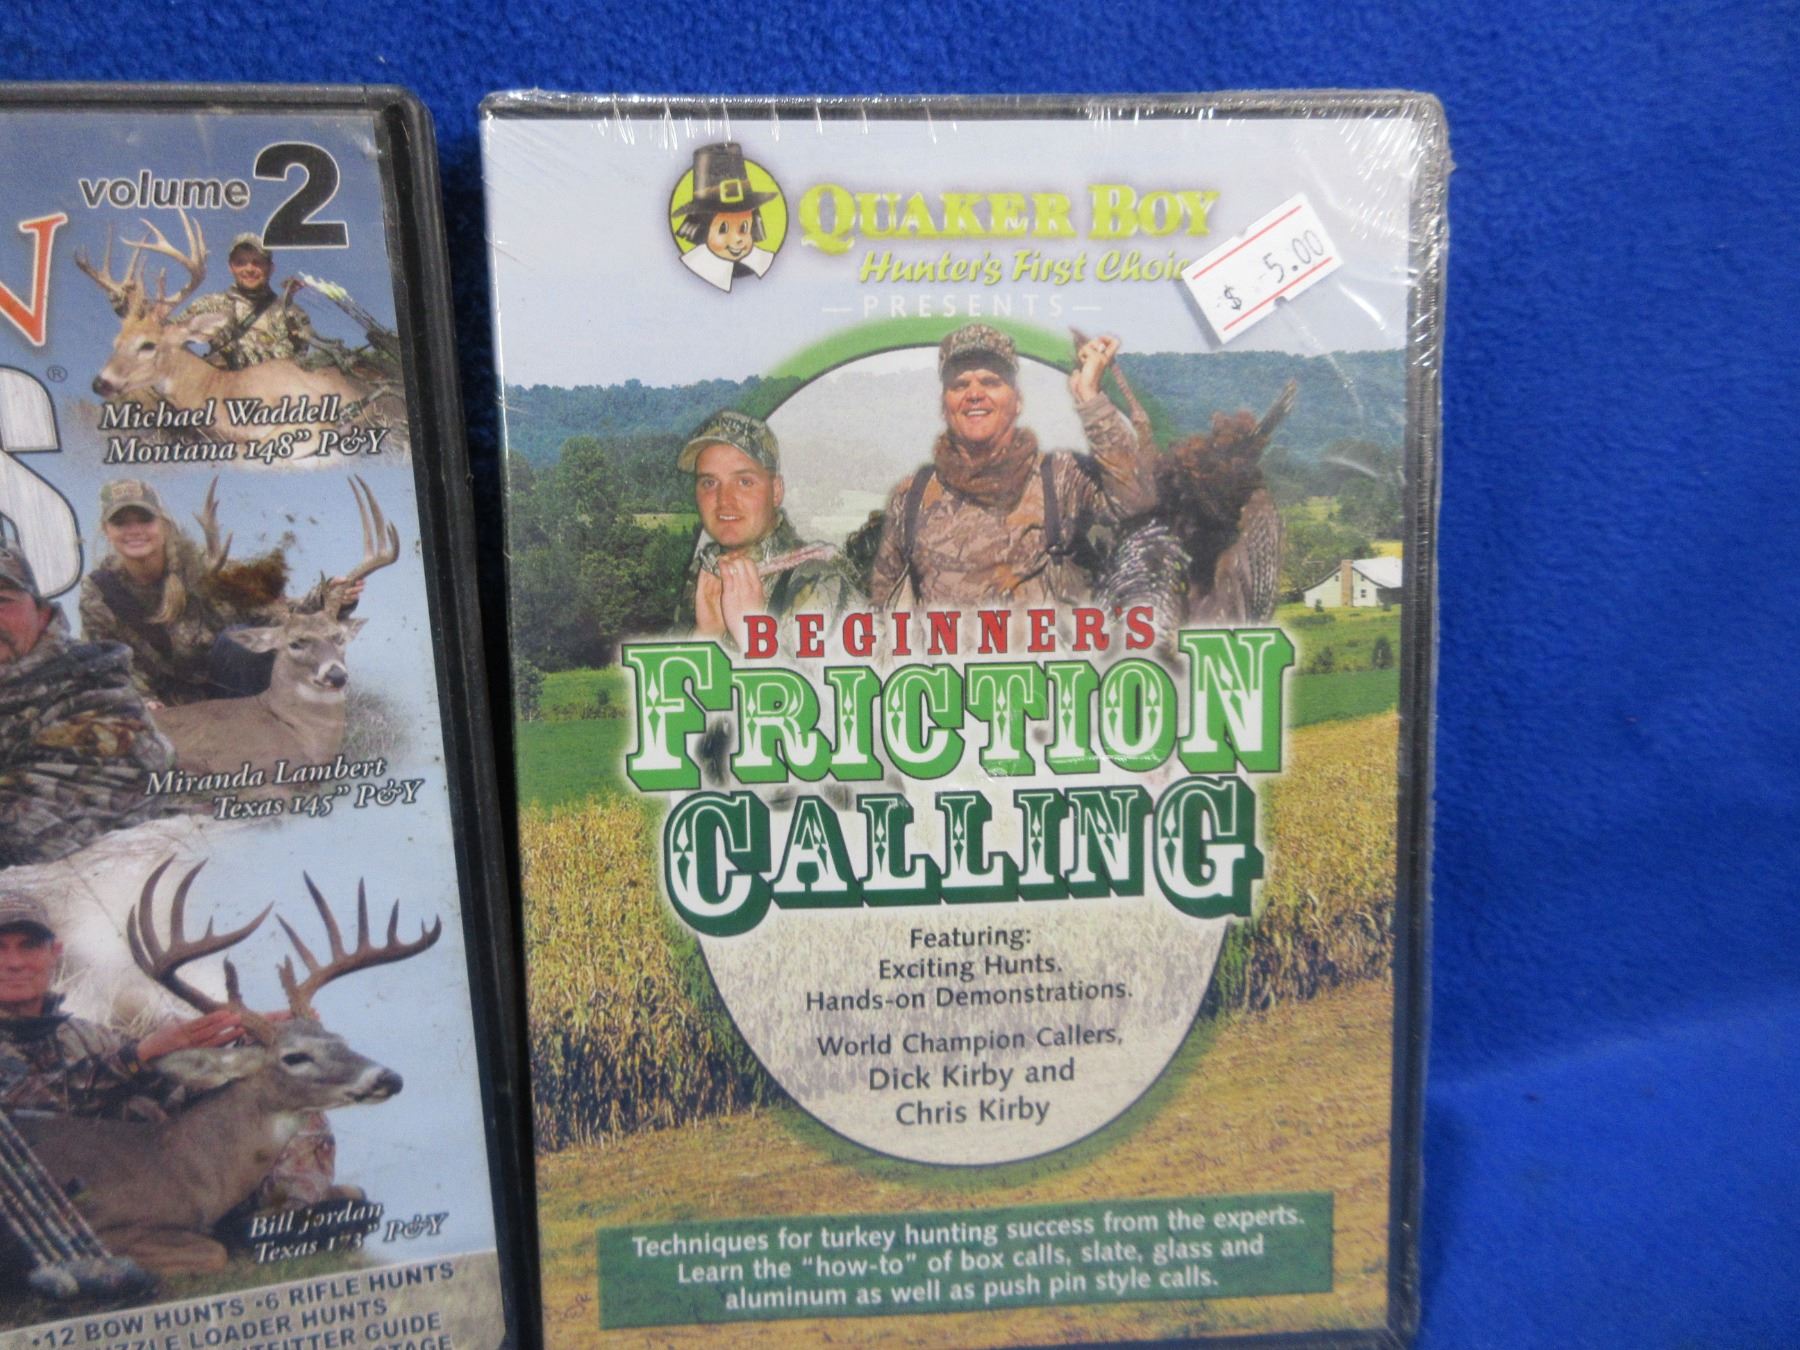 volume 2
®
Michael Waddell
Montana 148" P&Y
Miranda Lambert
Texas 145" P&Y
Bill Jordan
Texas 173" P&Y
•12 BOW HUNTS •6 RIFLE HUNTS
LOADER HUNTS
GUIDE
QUAKER BOY
Hunter's First
—PRESENTS—
$ 5.00
BEGINNER'S
FRICTION
CALLING
Featuring:
Exciting Hunts.
Hands-on Demonstrations.
World Champion Callers,
Dick Kirby and
Chris Kirby
Techniques for turkey hunting success from the experts.
Learn the "how-to" of box calls, slate, glass and
aluminum as well as push pin style calls.